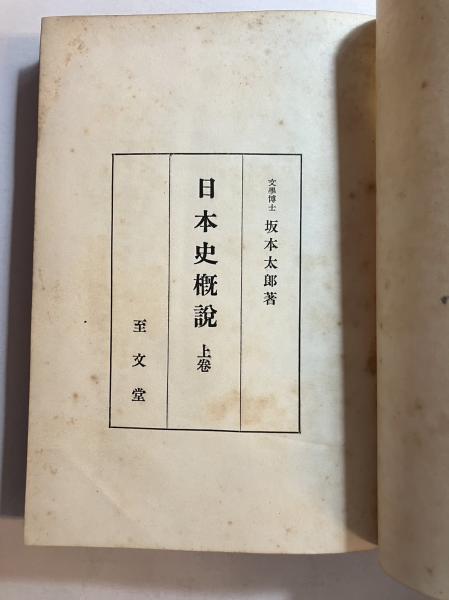 文學博士 坂本太郎著
日本史概說 上卷
至文堂